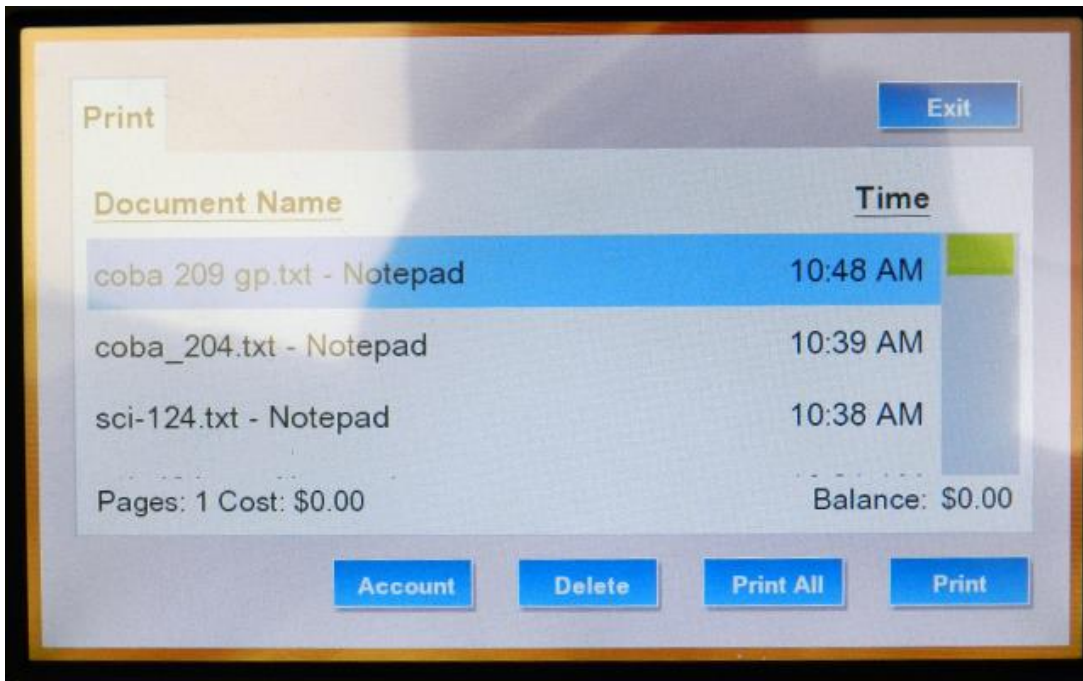 Print
Exit
Document Name Time
coba 209 gp.txt - Notepad 10:48 AM
coba_204.txt - Notepad 10:39 AM
sci-124.txt - Notepad 10:38 AM
Pages: 1 Cost: $0.00 Balance: $0.00
Account Delete Print All Print